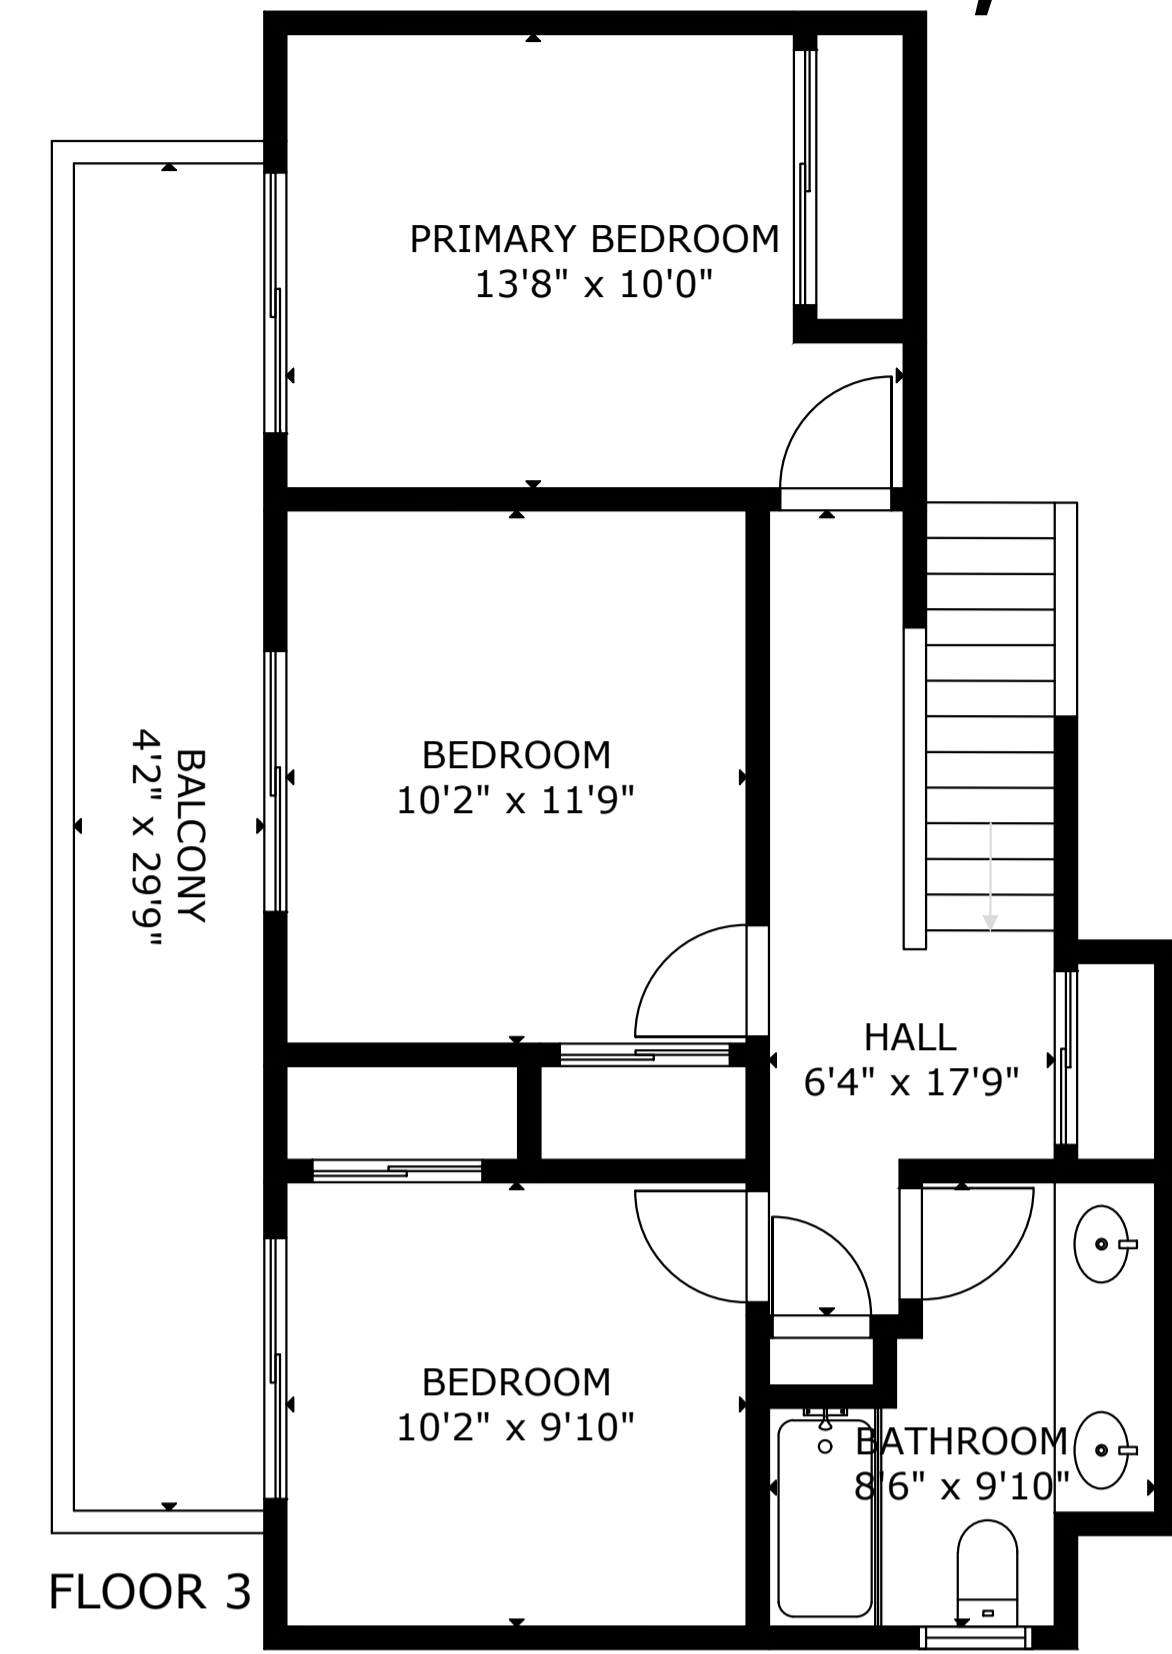 PRIMARY BEDROOM
13'8" x 10'0"
BEDROOM
10'2" x 11'9"
BALCONY
4'2" x 29'9"
HALL
6'4" x 17'9"
BEDROOM
10'2" x 9'10"
BATHROOM
8'6" x 9'10"
FLOOR 3